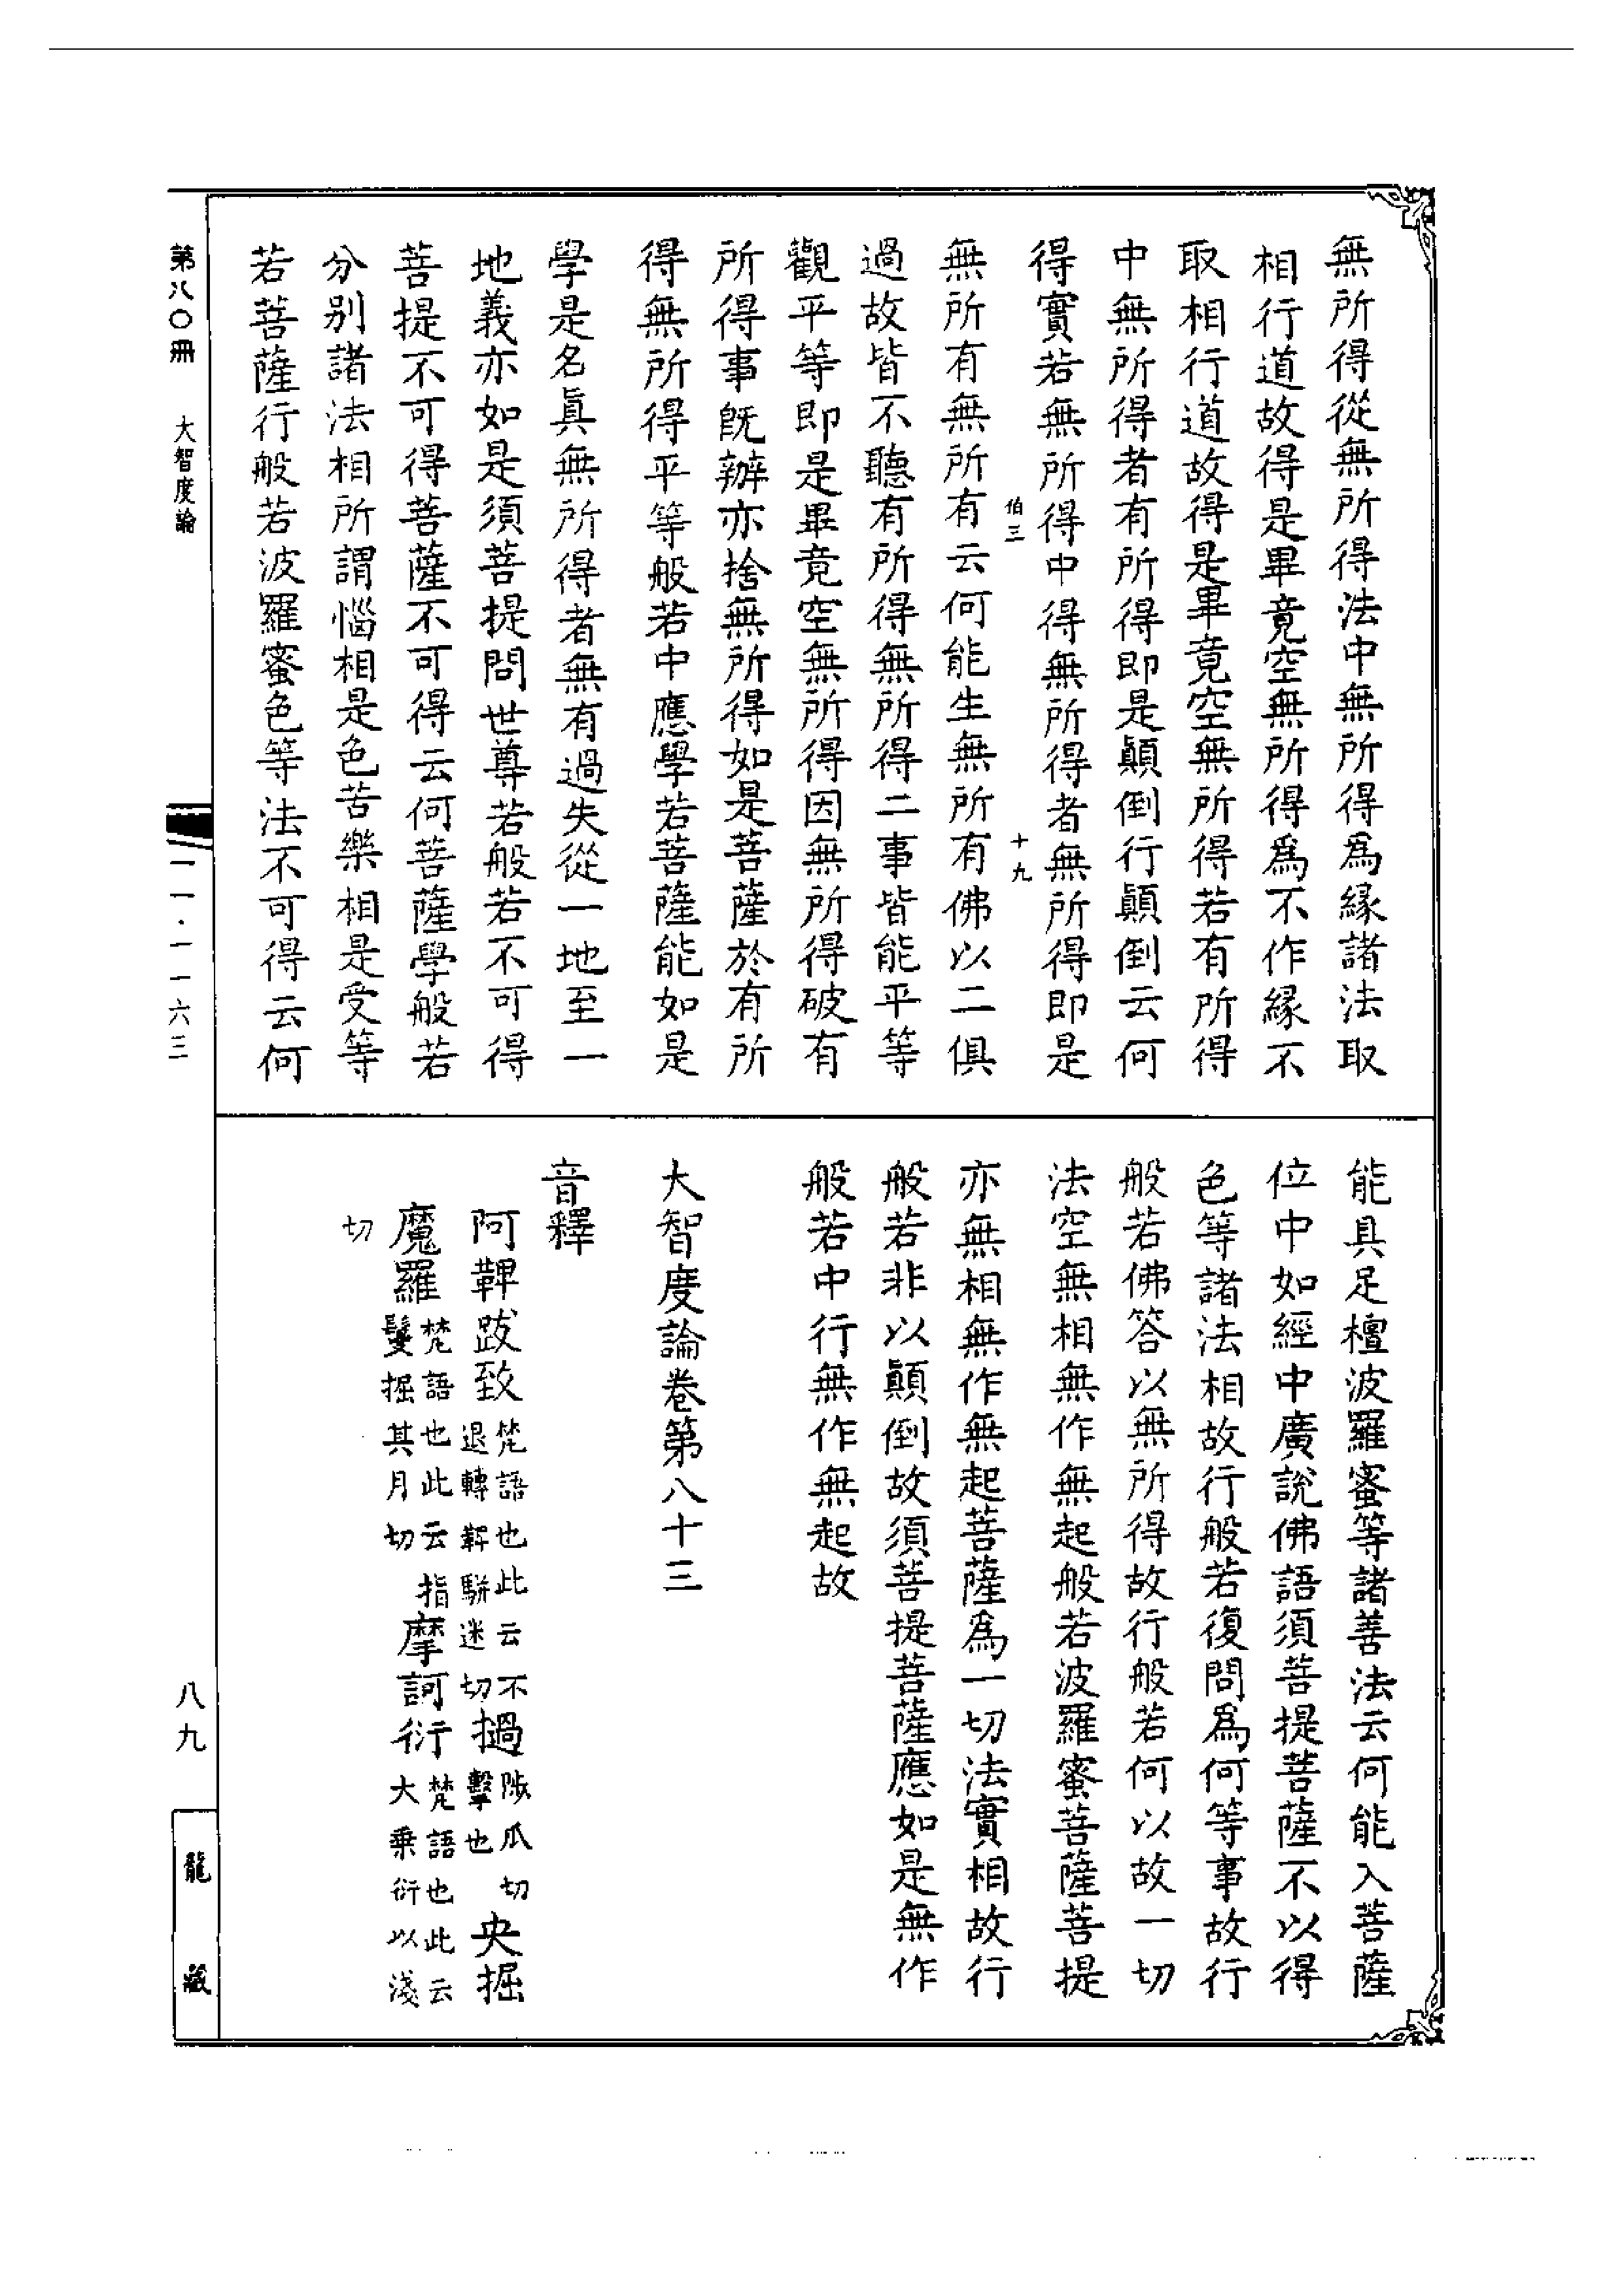 無所得從無所得法中無所得爲緣諸法取
相行道故得是畢竟空無所得爲不作緣不
取相行道故得是畢竟空無所得若有所得
中無所得者有所得即是顚倒行顚倒云何
得實若無所得中得無所得者無所得即是
伯三
十九
無所有無所有云何能生無所有佛以二俱
過故皆不聽有所得無所得二事皆能平等
觀平等即是畢竟空無所得因無所得破有
所得事旣辦亦捨無所得如是菩薩於有所
得無所得平等般若中應學若菩薩能如是
學是名眞無所得者無有過失從一地至一
地義亦如是須菩提問世尊若般若不可得
菩提不可得菩薩不可得云何菩薩學般若
分別諸法相所謂惱相是色苦樂相是受等
若菩薩行般若波羅蜜色等法不可得云何
能具足檀波羅蜜等諸善法云何能入菩薩
位中如經中廣說佛語須菩提菩薩不以得
色等諸法相故行般若復問爲何等事故行
般若佛答以無所得故行般若何以故一切
法空無相無作無起般若波羅蜜菩薩菩提
亦無相無作無起菩薩爲一切法實相故行
般若非以顚倒故須菩提菩薩應如是無作
般若中行無作無起故
大智度論卷第八十三
音釋
阿鞞跋致梵語也此云不退轉鞞駢迷切撾陟瓜切擊也央掘
魔羅梵語也此云指鬘掘其月切摩訶衍梵語也此云大乗衍以淺
切
第八〇冊 大智度論
一一·一一六三
八九
龍藏